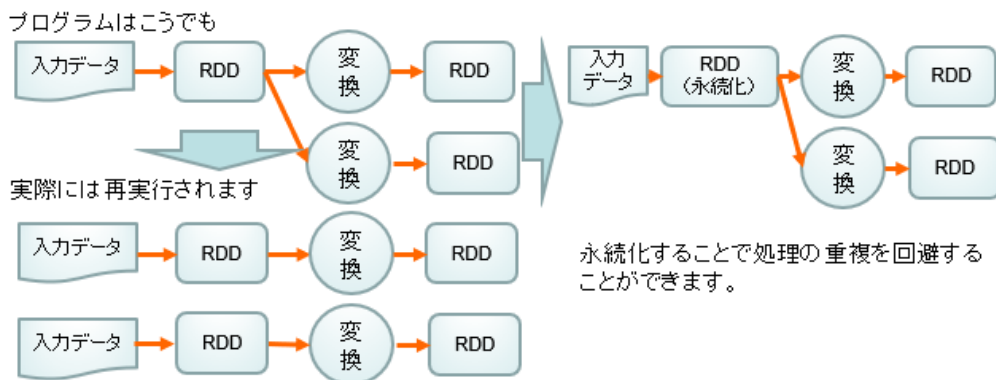 プログラムはこうでも
入力データ
RDD
変
換
RDD
変
換
RDD
実際には再実行されます
入力データ
RDD
変
換
RDD
入力データ
RDD
変
換
RDD
入力
データ
RDD
(永続化)
変
換
RDD
変
換
RDD
永続化することで処理の重複を回避する
ことができます。